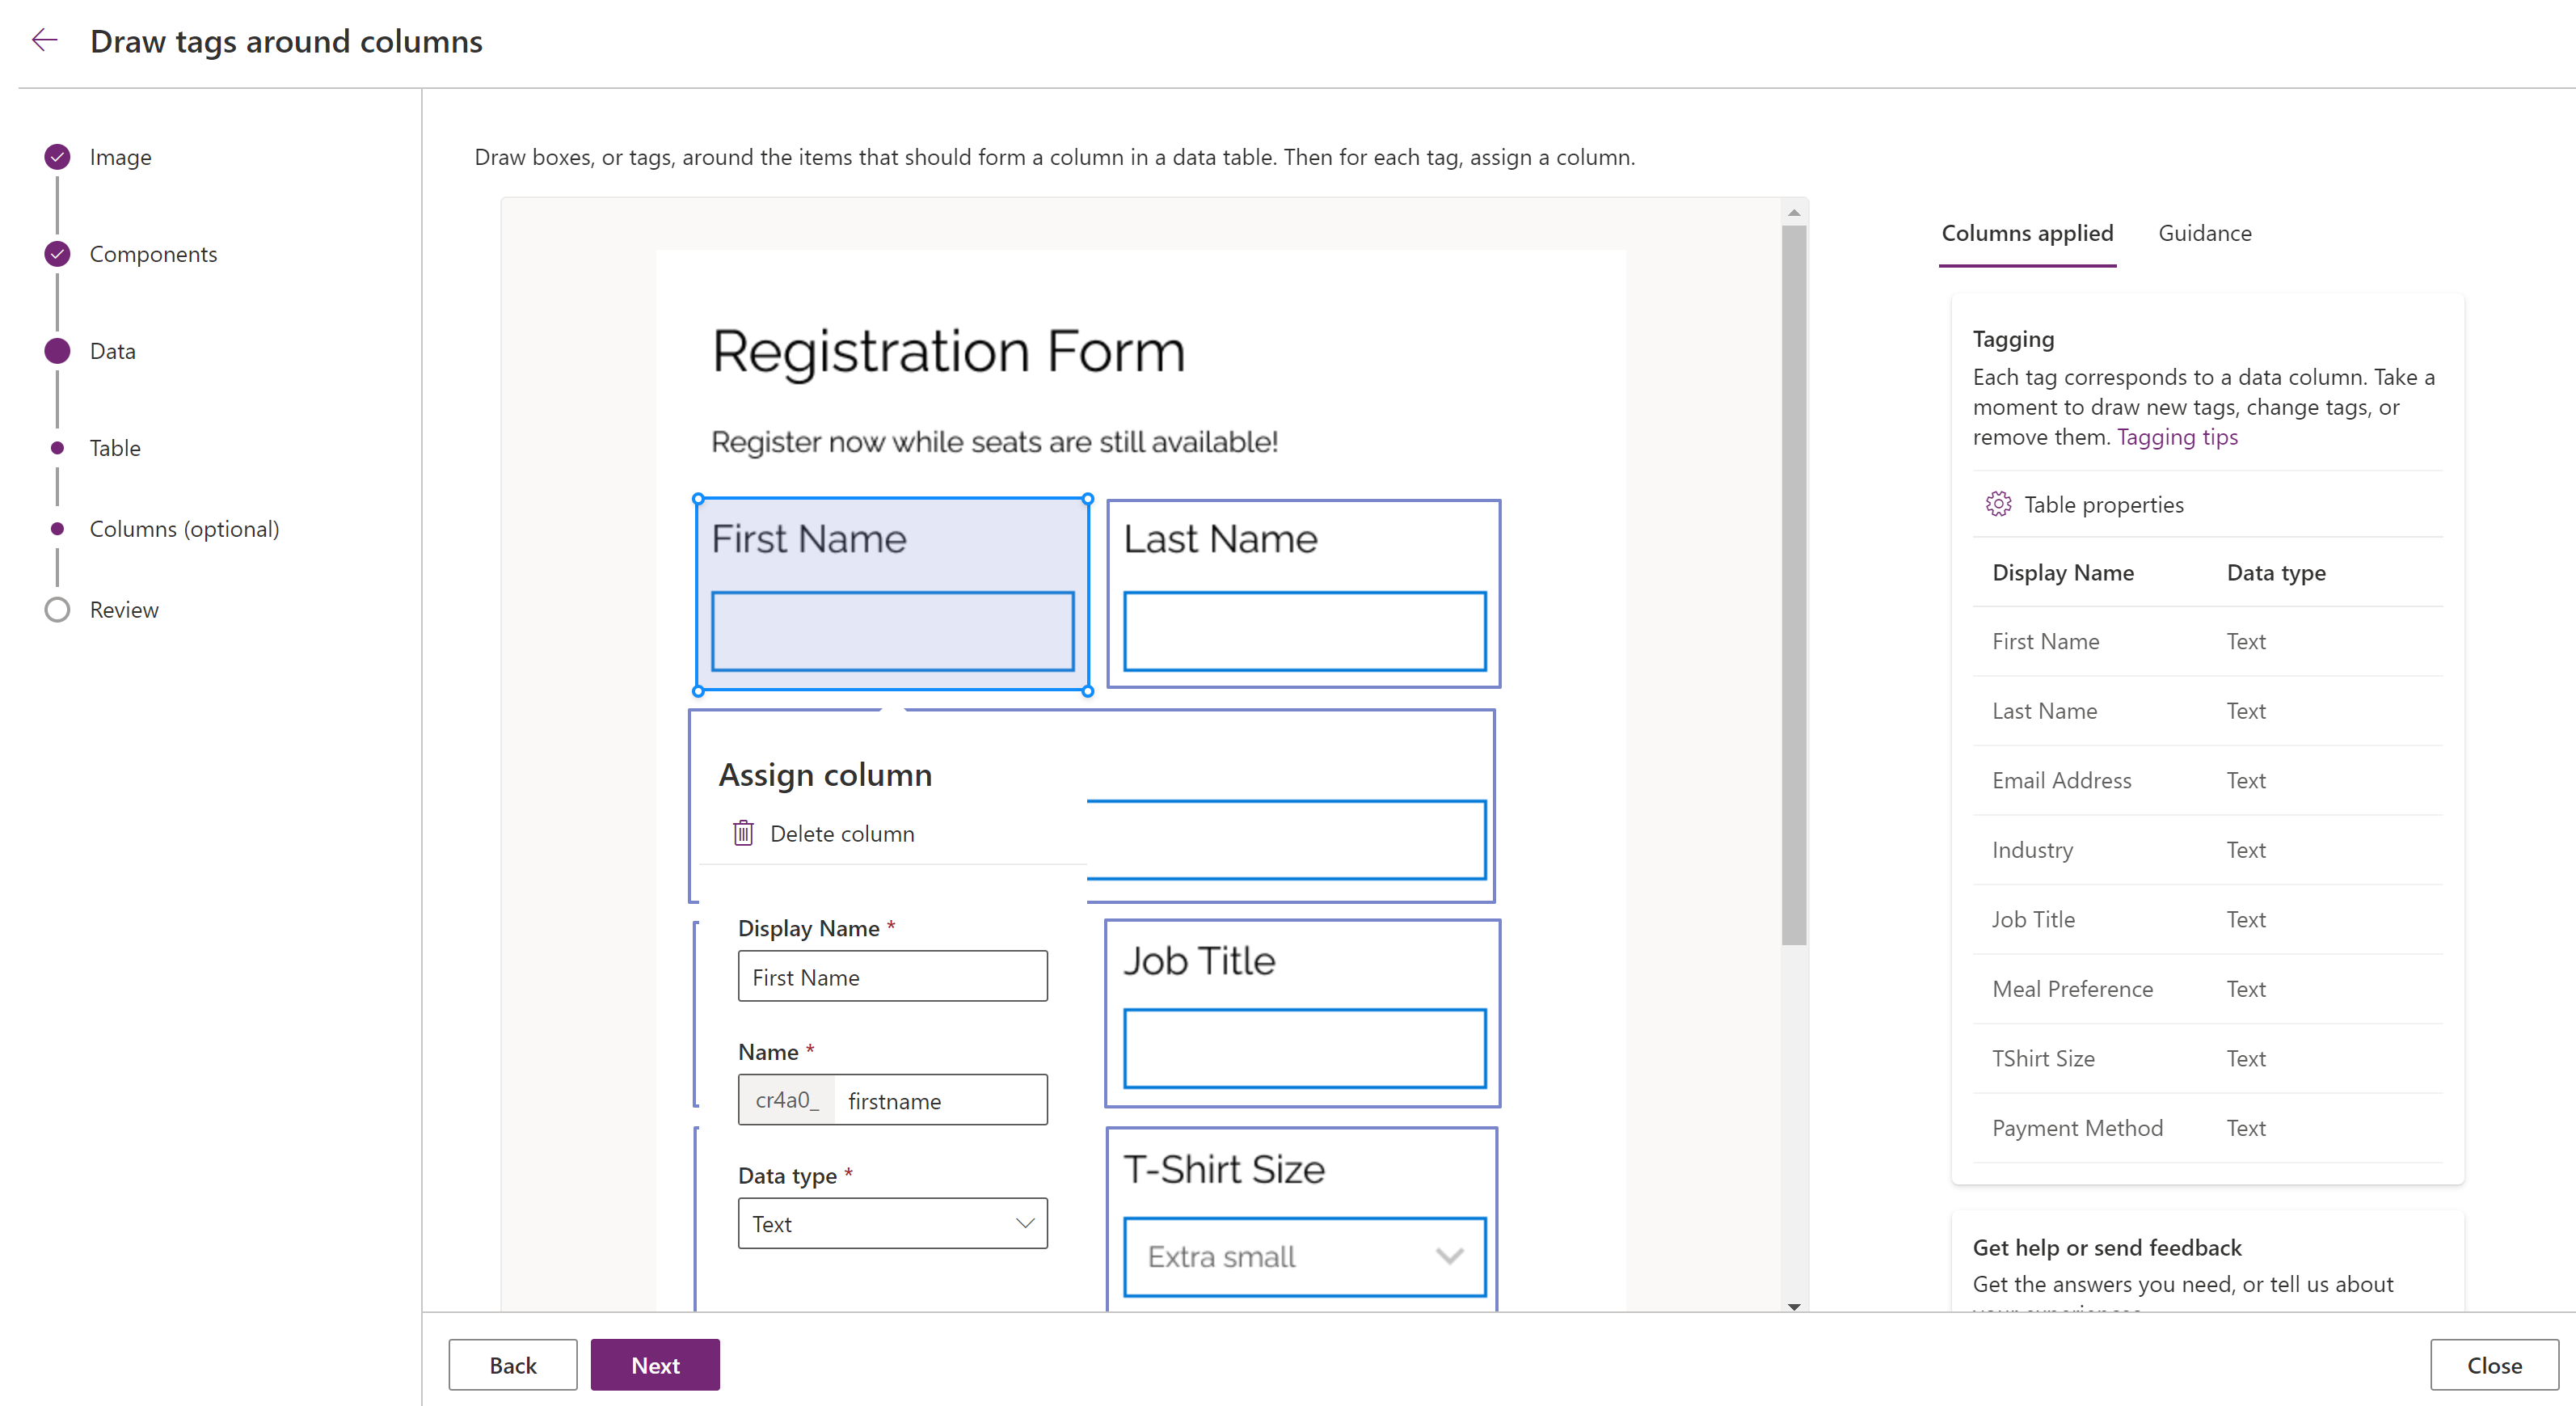 Draw tags around columns
Image
Components
Data
Table
Columns (optional)
Review
Draw boxes, or tags, around the items that should form a column in a data table. Then for each tag, assign a column.
Registration Form
Register now while seats are still available!
First Name
Last Name
Assign column
Delete column
Display Name *
First Name
Name *
cr4a0_ firstname
Data type *
Text
Job Title
T-Shirt Size
Extra small
Columns applied Guidance
Tagging
Each tag corresponds to a data column. Take a
moment to draw new tags, change tags, or
remove them. Tagging tips
Table properties
Display Name Data type
First Name Text
Last Name Text
Email Address Text
Industry Text
Job Title Text
Meal Preference Text
TShirt Size Text
Payment Method Text
Get help or send feedback
Get the answers you need, or tell us about
Back
Next
Close